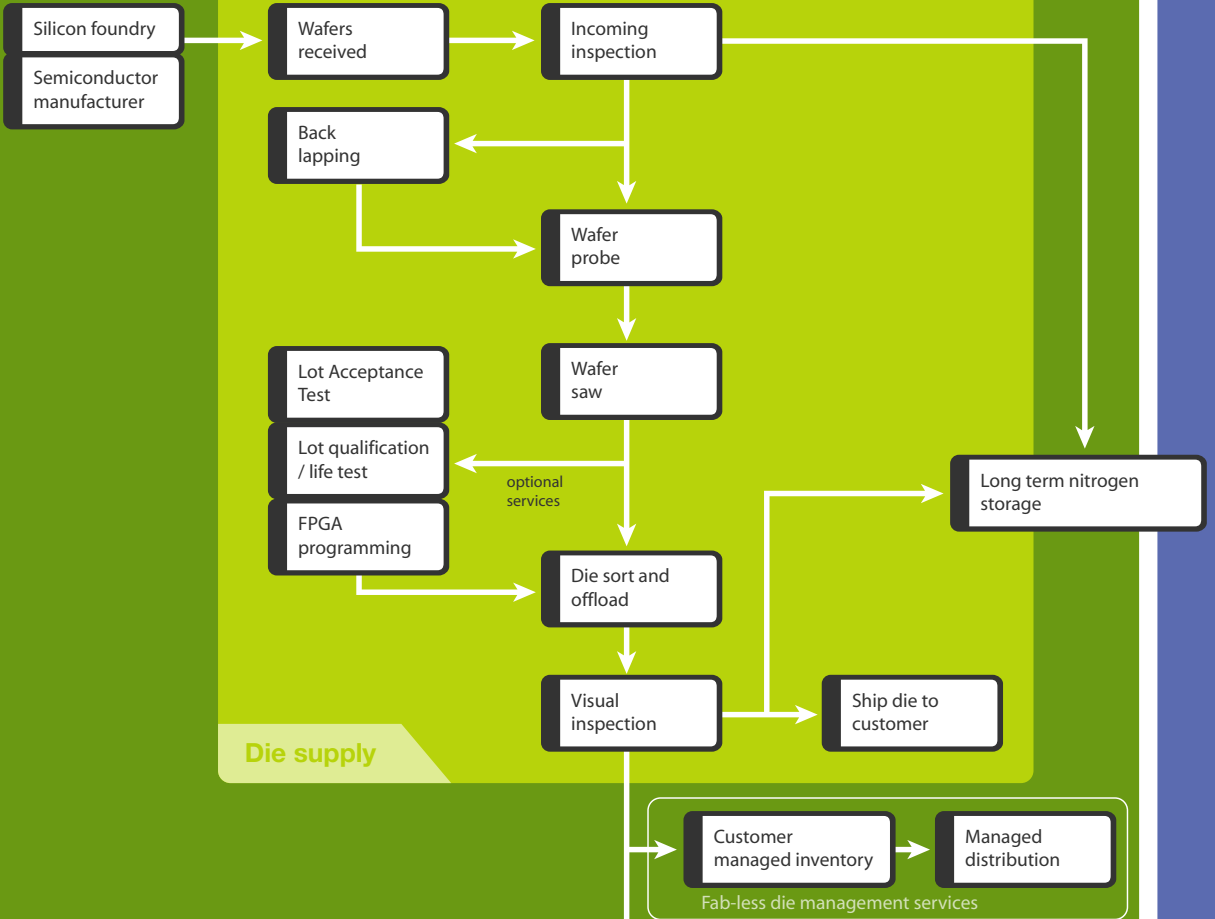 Silicon foundry
Semiconductor
manufacturer
Wafers
received
Incoming
inspection
Back
lapping
Wafer
probe
Wafer
saw
Lot Acceptance
Test
Lot qualification
/ life test
FPGA
programming
optional
services
Die sort and
offload
Long term nitrogen
storage
Visual
inspection
Ship die to
customer
Die supply
Customer
managed inventory
Managed
distribution
Fab-less die management services